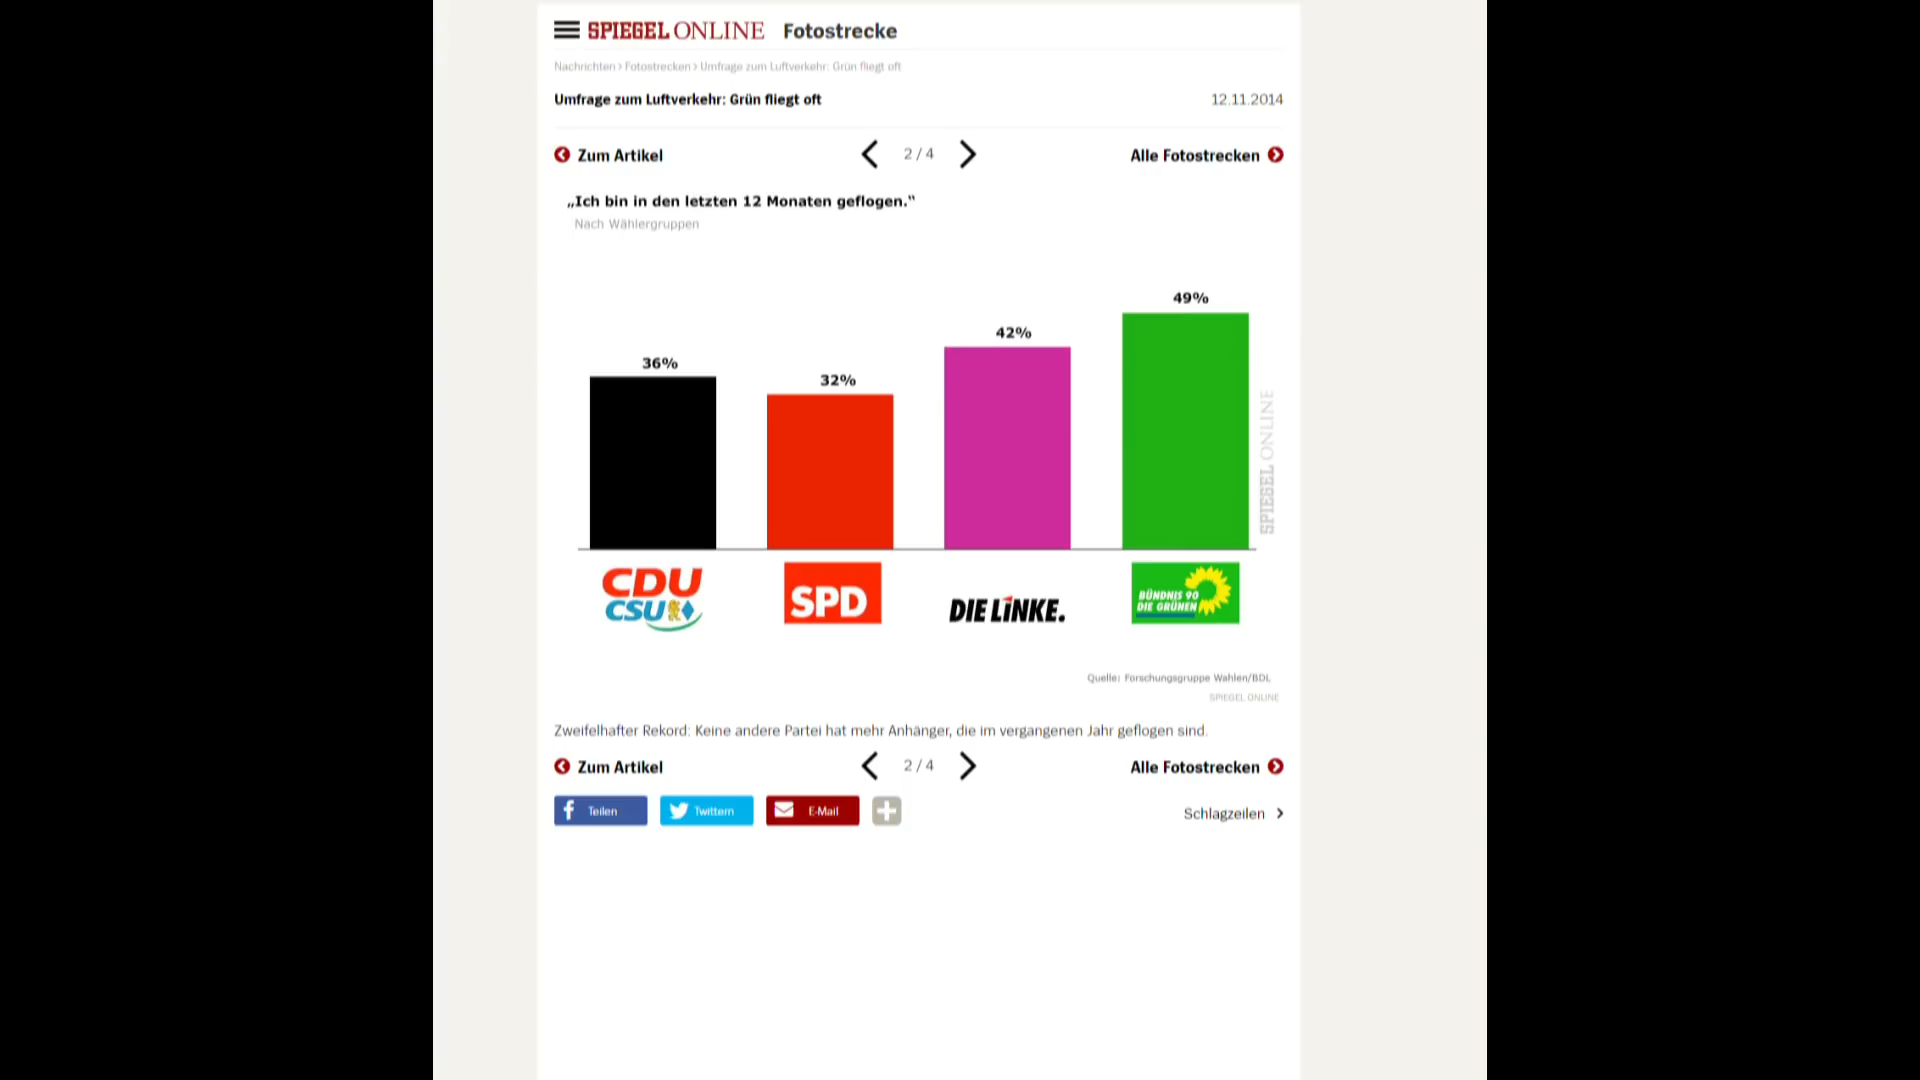 SPIEGEL ONLINE Fotostrecke
Nachrichten > Fotostrecken > Umfrage zum Luftverkehr: Grün fliegt oft
Umfrage zum Luftverkehr: Grün fliegt oft 12.11.2014
Zum Artikel 2 / 4 Alle Fotostrecken
„Ich bin in den letzten 12 Monaten geflogen.“
Nach Wählergruppen
36%
32%
42%
49%
SPIEGEL ONLINE
CDU
CSU
SPD
DIE LINKE.
BÜNDNIS 90
DIE GRÜNEN
Quelle: Forschungsgruppe Wahlen/BDL
SPIEGEL ONLINE
Zweifelhafter Rekord: Keine andere Partei hat mehr Anhänger, die im vergangenen Jahr geflogen sind.
Zum Artikel 2 / 4 Alle Fotostrecken
Teilen Twittern E-Mail Schlagzeilen